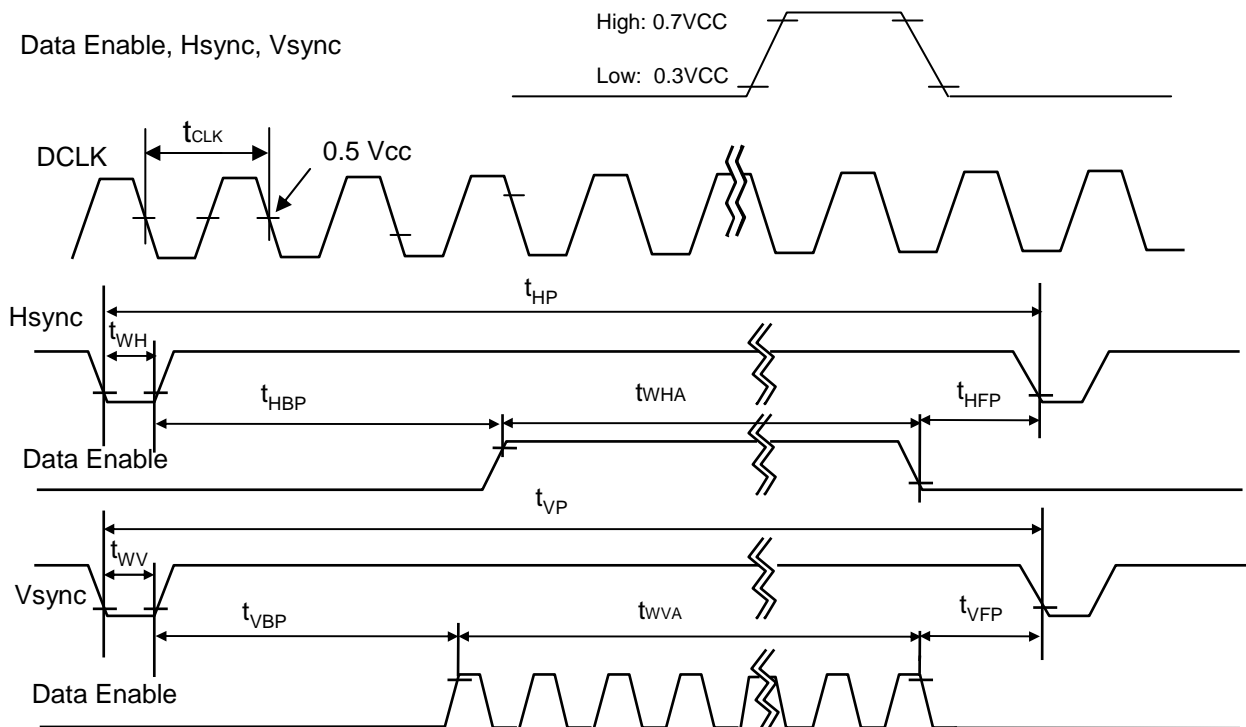 High: 0.7VCC
Data Enable, Hsync, Vsync
Low: 0.3VCC
tCLK
DCLK
0.5 Vcc
tHP
Hsync
tWH
tHBP
tWHA
tHFP
Data Enable
tVP
tWV
Vsync
tVBP
tWVA
tVFP
Data Enable